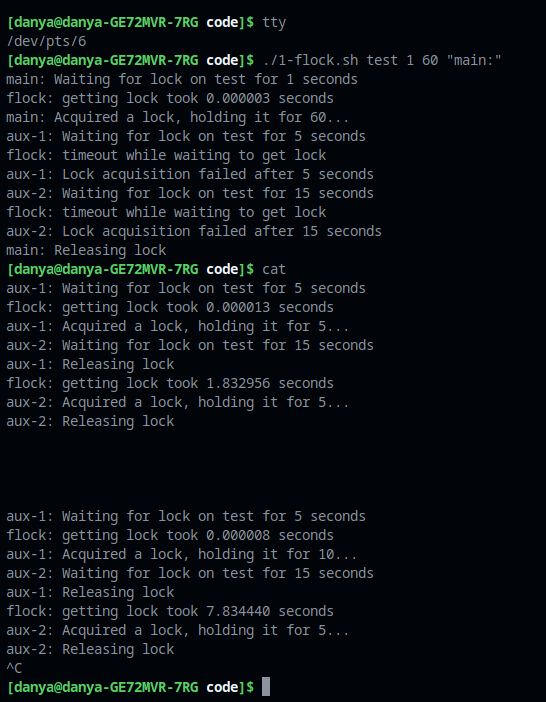 [danya@danya-GE72MVR-7RG code]$ tty
/dev/pts/6
[danya@danya-GE72MVR-7RG code]$ ./1-flock.sh test 1 60 "main:"
main: Waiting for lock on test for 1 seconds
flock: getting lock took 0.000003 seconds
main: Acquired a lock, holding it for 60...
aux-1: Waiting for lock on test for 5 seconds
flock: timeout while waiting to get lock
aux-1: Lock acquisition failed after 5 seconds
aux-2: Waiting for lock on test for 15 seconds
flock: timeout while waiting to get lock
aux-2: Lock acquisition failed after 15 seconds
main: Releasing lock
[danya@danya-GE72MVR-7RG code]$ cat
aux-1: Waiting for lock on test for 5 seconds
flock: getting lock took 0.000013 seconds
aux-1: Acquired a lock, holding it for 5...
aux-2: Waiting for lock on test for 15 seconds
aux-1: Releasing lock
flock: getting lock took 1.832956 seconds
aux-2: Acquired a lock, holding it for 5...
aux-2: Releasing lock
aux-1: Waiting for lock on test for 5 seconds
flock: getting lock took 0.000008 seconds
aux-1: Acquired a lock, holding it for 10...
aux-2: Waiting for lock on test for 15 seconds
aux-1: Releasing lock
flock: getting lock took 7.834440 seconds
aux-2: Acquired a lock, holding it for 5...
aux-2: Releasing lock
^C
[danya@danya-GE72MVR-7RG code]$